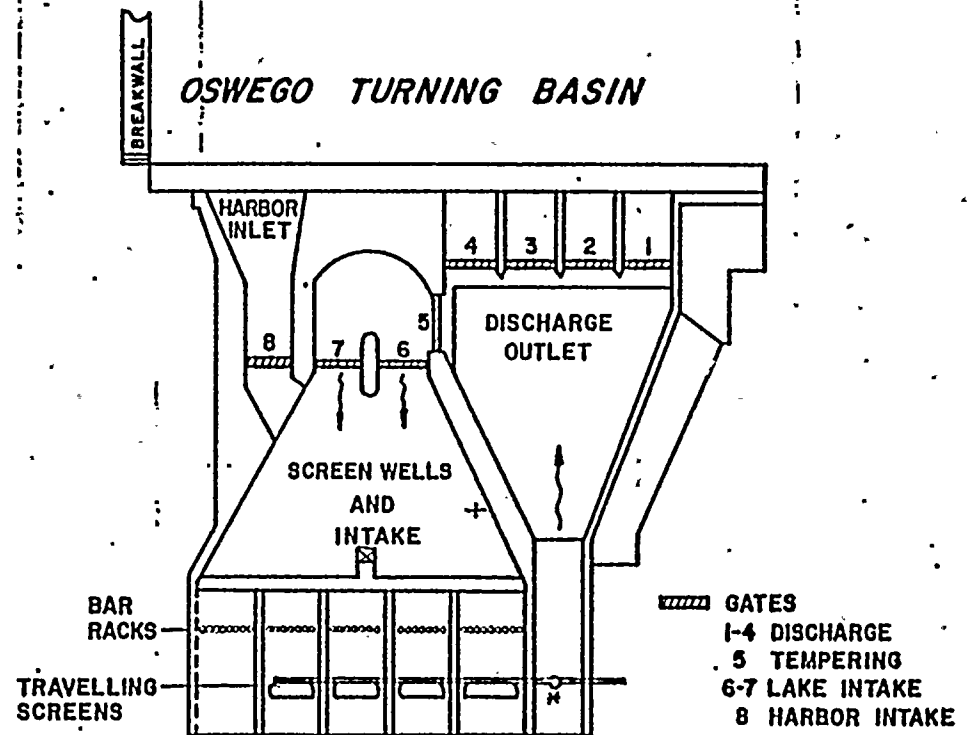 BREAKWALL
OSWEGO TURNING BASIN
HARBOR
INLET
4 3 2 1
5
8
7 6
DISCHARGE
OUTLET
SCREEN WELLS
AND
INTAKE
BAR
RACKS
TRAVELLING
SCREENS
GATES
1-4 DISCHARGE
5 TEMPERING
6-7 LAKE INTAKE
8 HARBOR INTAKE